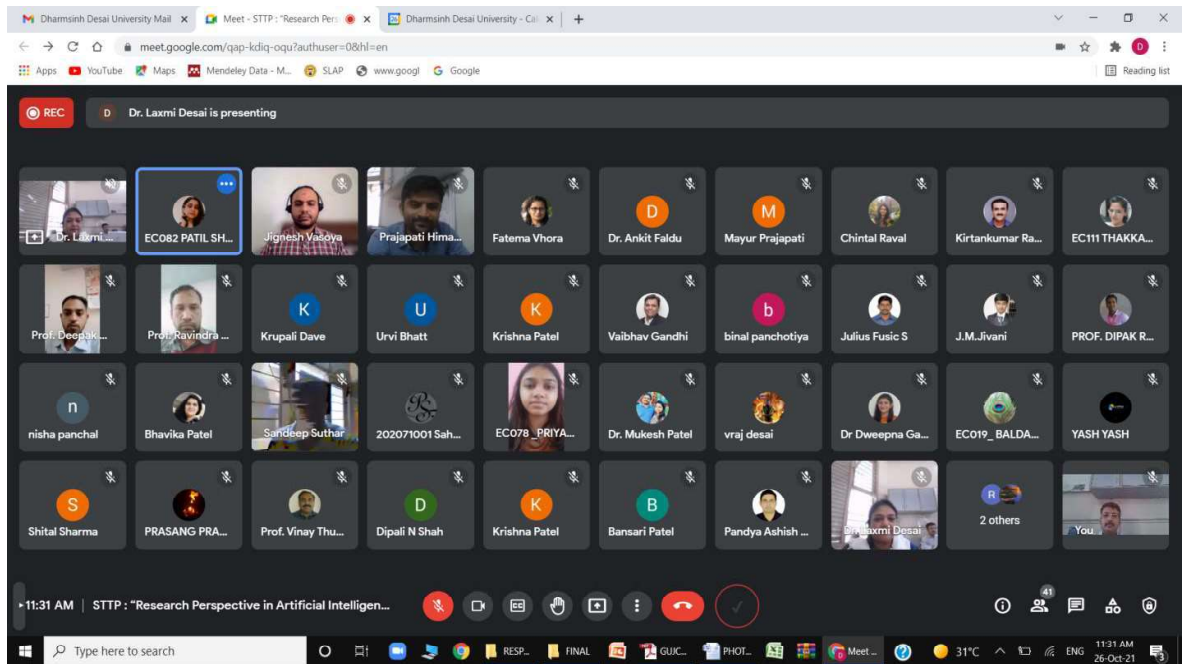 Dharmsinh Desai University Mail
Meet - STTP : "Research Pers
Dharmsinh Desai University - Cal
meet.google.com/qap-kdiq-oqu?authuser=0&hl=en
D
Apps YouTube Maps Mendeley Data - M... SLAP www.googl Google Reading list
REC D Dr. Laxmi Desai is presenting
Dr. Laxmi ... EC082 PATIL SH... Jignesh Vasoya Prajapati Hima... Fatema Vhora D Dr. Ankit Faldu M Mayur Prajapati Chintal Raval Kirtankumar Ra... EC111 THAKKA...
Prof. Deepak ... Prof. Ravindra ... K Krupali Dave U Urvi Bhatt K Krishna Patel Vaibhav Gandhi b binal panchotiya Julius Fusic S J.M.Jivani PROF. DIPAK R...
n nisha panchal Bhavika Patel Sandeep Suthar 202071001 Sah... EC078 _PRIYA... Dr. Mukesh Patel vraj desai Dr Dweepna Ga... EC019_ BALDA... YASH YASH
S Shital Sharma PRASANG PRA... Prof. Vinay Thu... D Dipali N Shah K Krishna Patel B Bansari Patel Pandya Ashish ... Dr. Laxmi Desai R 2 others You
11:31 AM | STTP : "Research Perspective in Artificial Intelligen... CC 41
Type here to search RESP... FINAL GUJC... PHOT... Meet ... 31°C ENG 11:31 AM
26-Oct-21 3